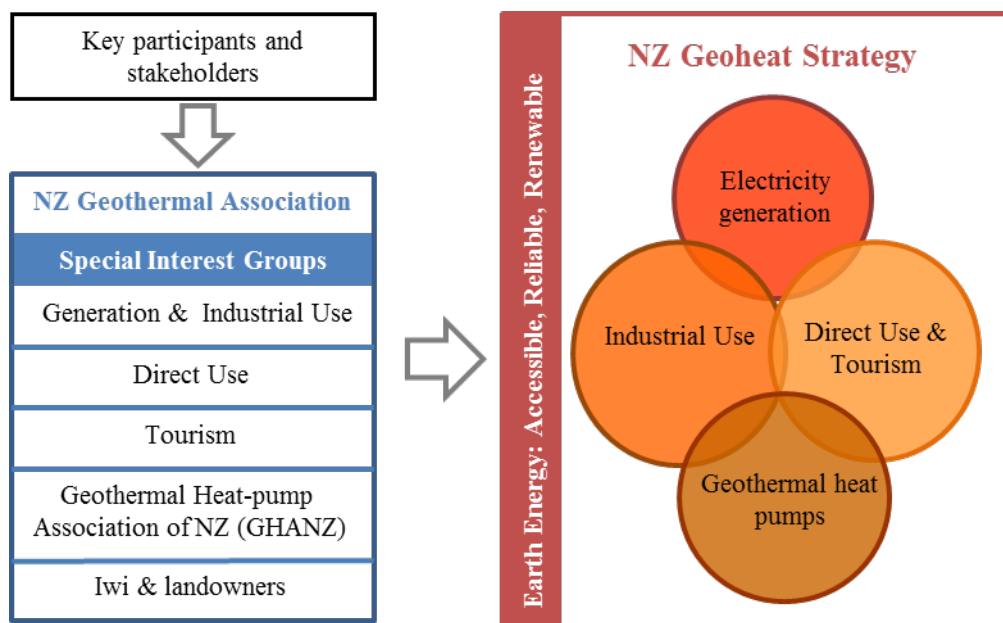 Key participants and
stakeholders
NZ Geothermal Association
Special Interest Groups
Generation & Industrial Use
Direct Use
Tourism
Geothermal Heat-pump
Association of NZ (GHANZ)
Iwi & landowners
Earth Energy: Accessible, Reliable, Renewable
NZ Geoheat Strategy
Electricity
generation
Industrial Use
Direct Use &
Tourism
Geothermal heat
pumps